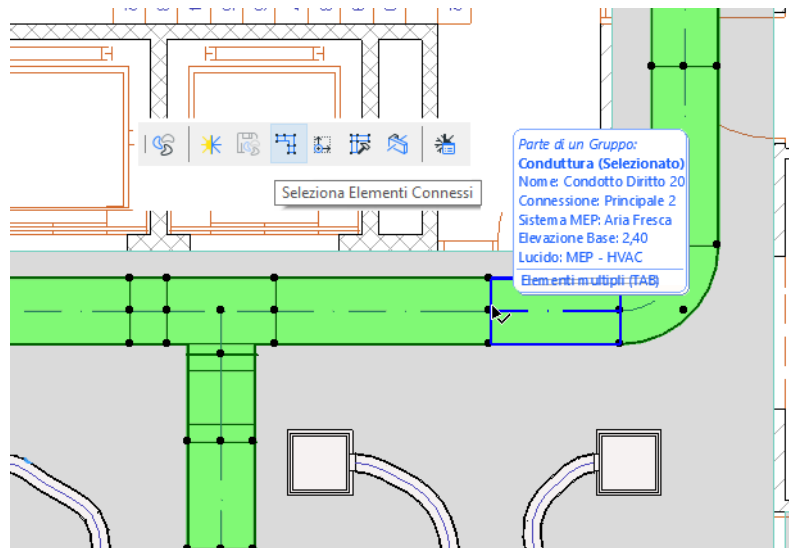 Seleziona Elementi Connessi
Parte di un Gruppo:
Conduttura (Selezionato)
Nome: Condotto Diritto 20
Connessione: Principale 2
Sistema MEP: Aria Fresca
Elevazione Base: 2,40
Lucido: MEP - HVAC
Elementi multipli (TAB)